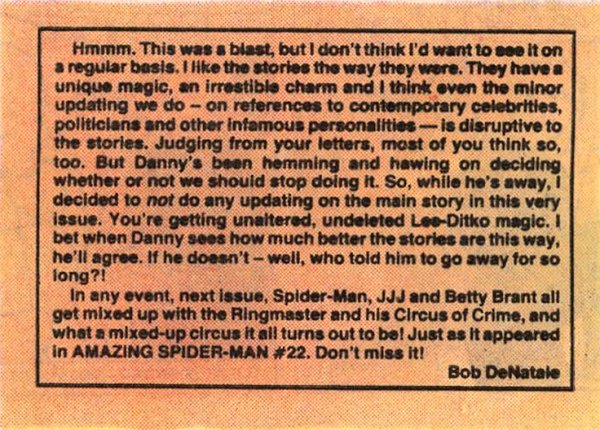 Hmmm. This was a blast, but I don't think I'd want to see it on
a regular basis. I like the stories the way they were. They have a
unique magic, an irrestible charm and I think even the minor
updating we do – on references to contemporary celebrities,
politicians and other infamous personalities — is disruptive to
the stories. Judging from your letters, most of you think so,
too. But Danny's been hemming and hawing on deciding
whether or not we should stop doing it. So, while he's away, I
decided to not do any updating on the main story in this very
issue. You're getting unaltered, undeleted Lee-Ditko magic. I
bet when Danny sees how much better the stories are this way,
he'll agree. If he doesn't – well, who told him to go away for so
long?!
In any event, next issue, Spider-Man, JJJ and Betty Brant all
get mixed up with the Ringmaster and his Circus of Crime, and
what a mixed-up circus it all turns out to be! Just as it appeared
in AMAZING SPIDER-MAN #22. Don't miss it!
Bob DeNatale